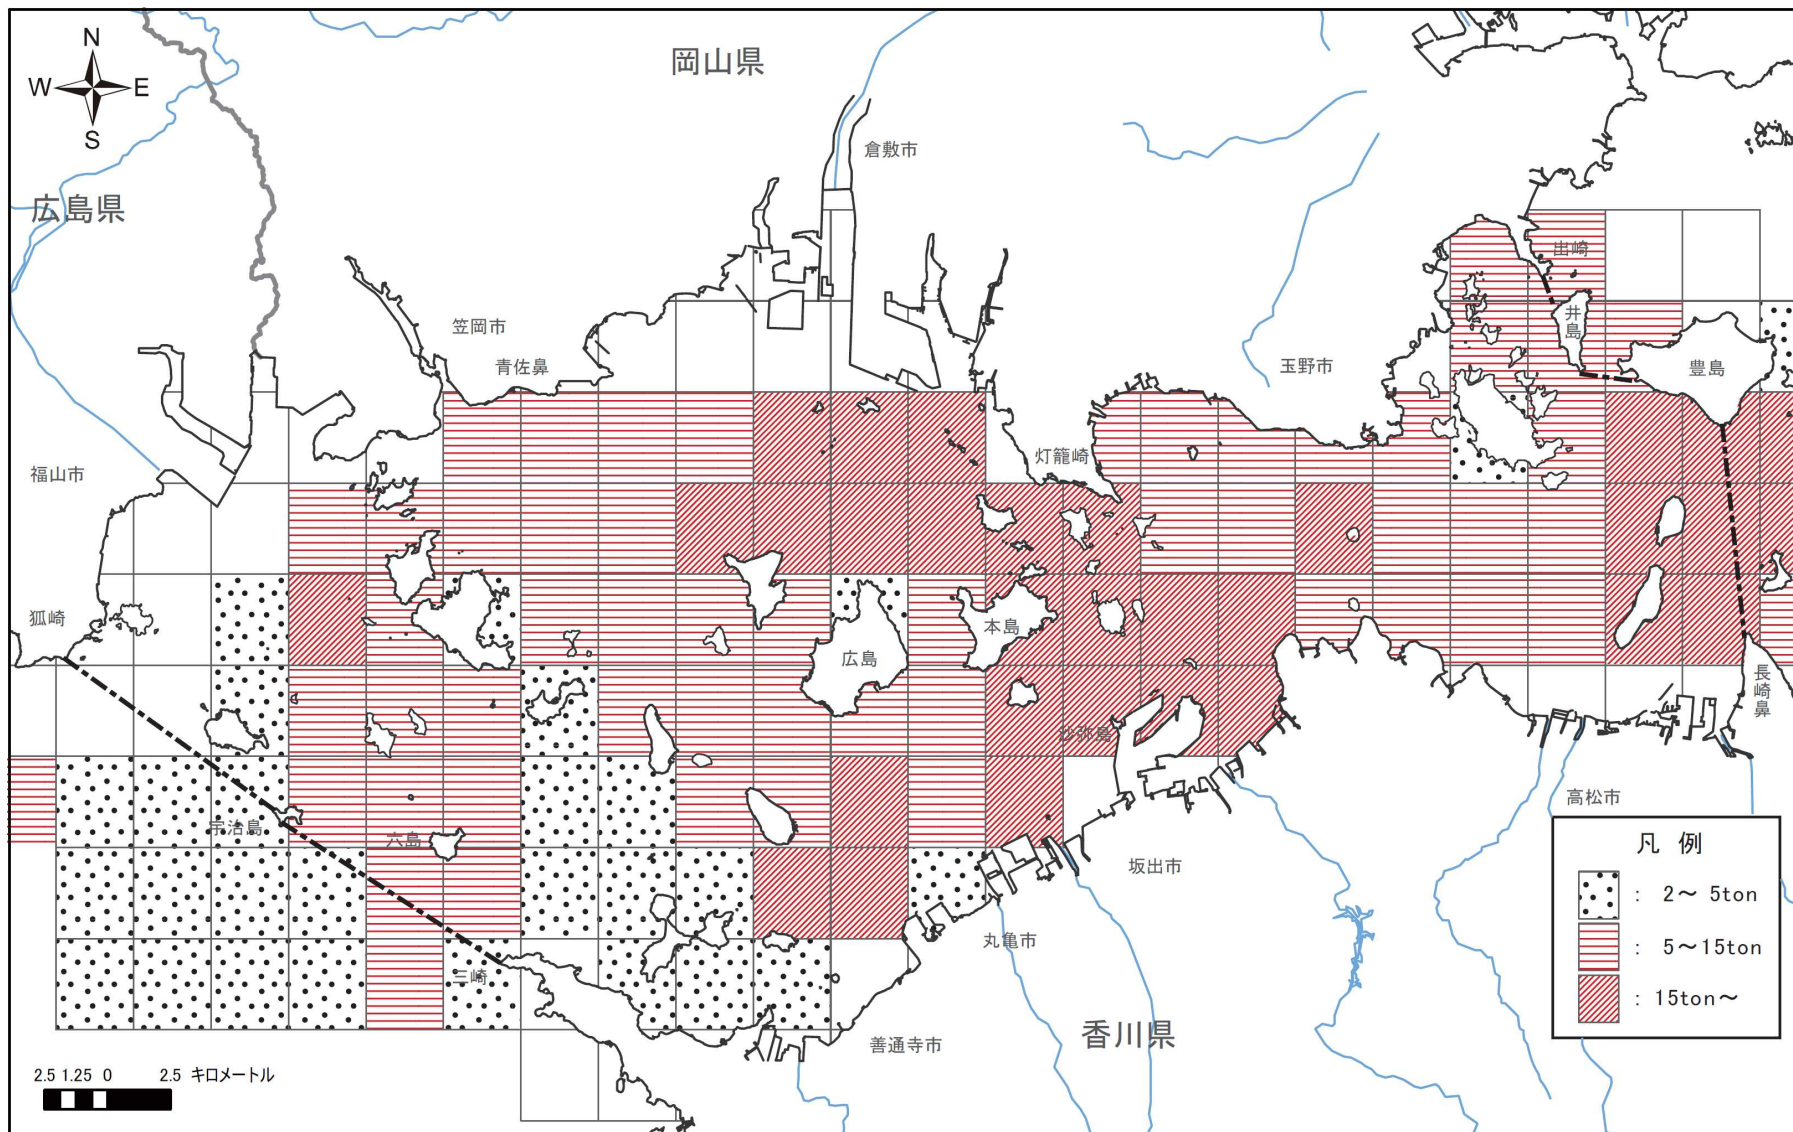 N
W E
S
岡山県
倉敷市
広島県
出崎
井島
笠岡市
青佐鼻
玉野市
豊島
灯籠崎
福山市
狐崎
本島
広島
長崎鼻
沙弥島
高松市
宇治島
六島
凡 例
坂出市
: 2～ 5ton
丸亀市
: 5～15ton
三崎
: 15ton～
香川県
善通寺市
2.5 1.25 0 2.5 キロメートル